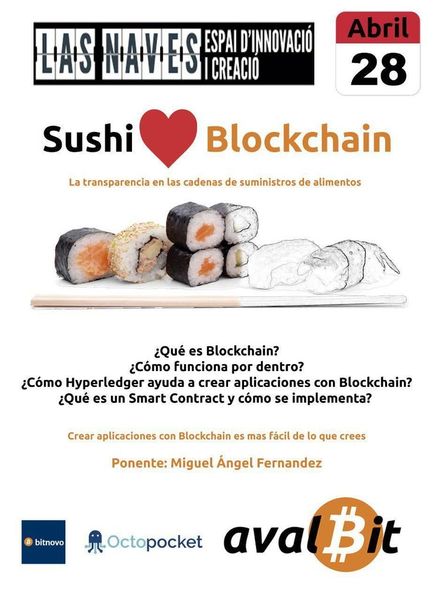 LAS NAVES
ESPAI D'INNOVACIÓ
I CREACIÓ
Abril
28
Sushi Blockchain
La transparencia en las cadenas de suministros de alimentos
¿Qué es Blockchain?
¿Cómo funciona por dentro?
¿Cómo Hyperledger ayuda a crear aplicaciones con Blockchain?
¿Qué es un Smart Contract y cómo se implementa?
Crear aplicaciones con Blockchain es mas fácil de lo que crees
Ponente: Miguel Ángel Fernandez
bitnovo
Octopocket
avalBit